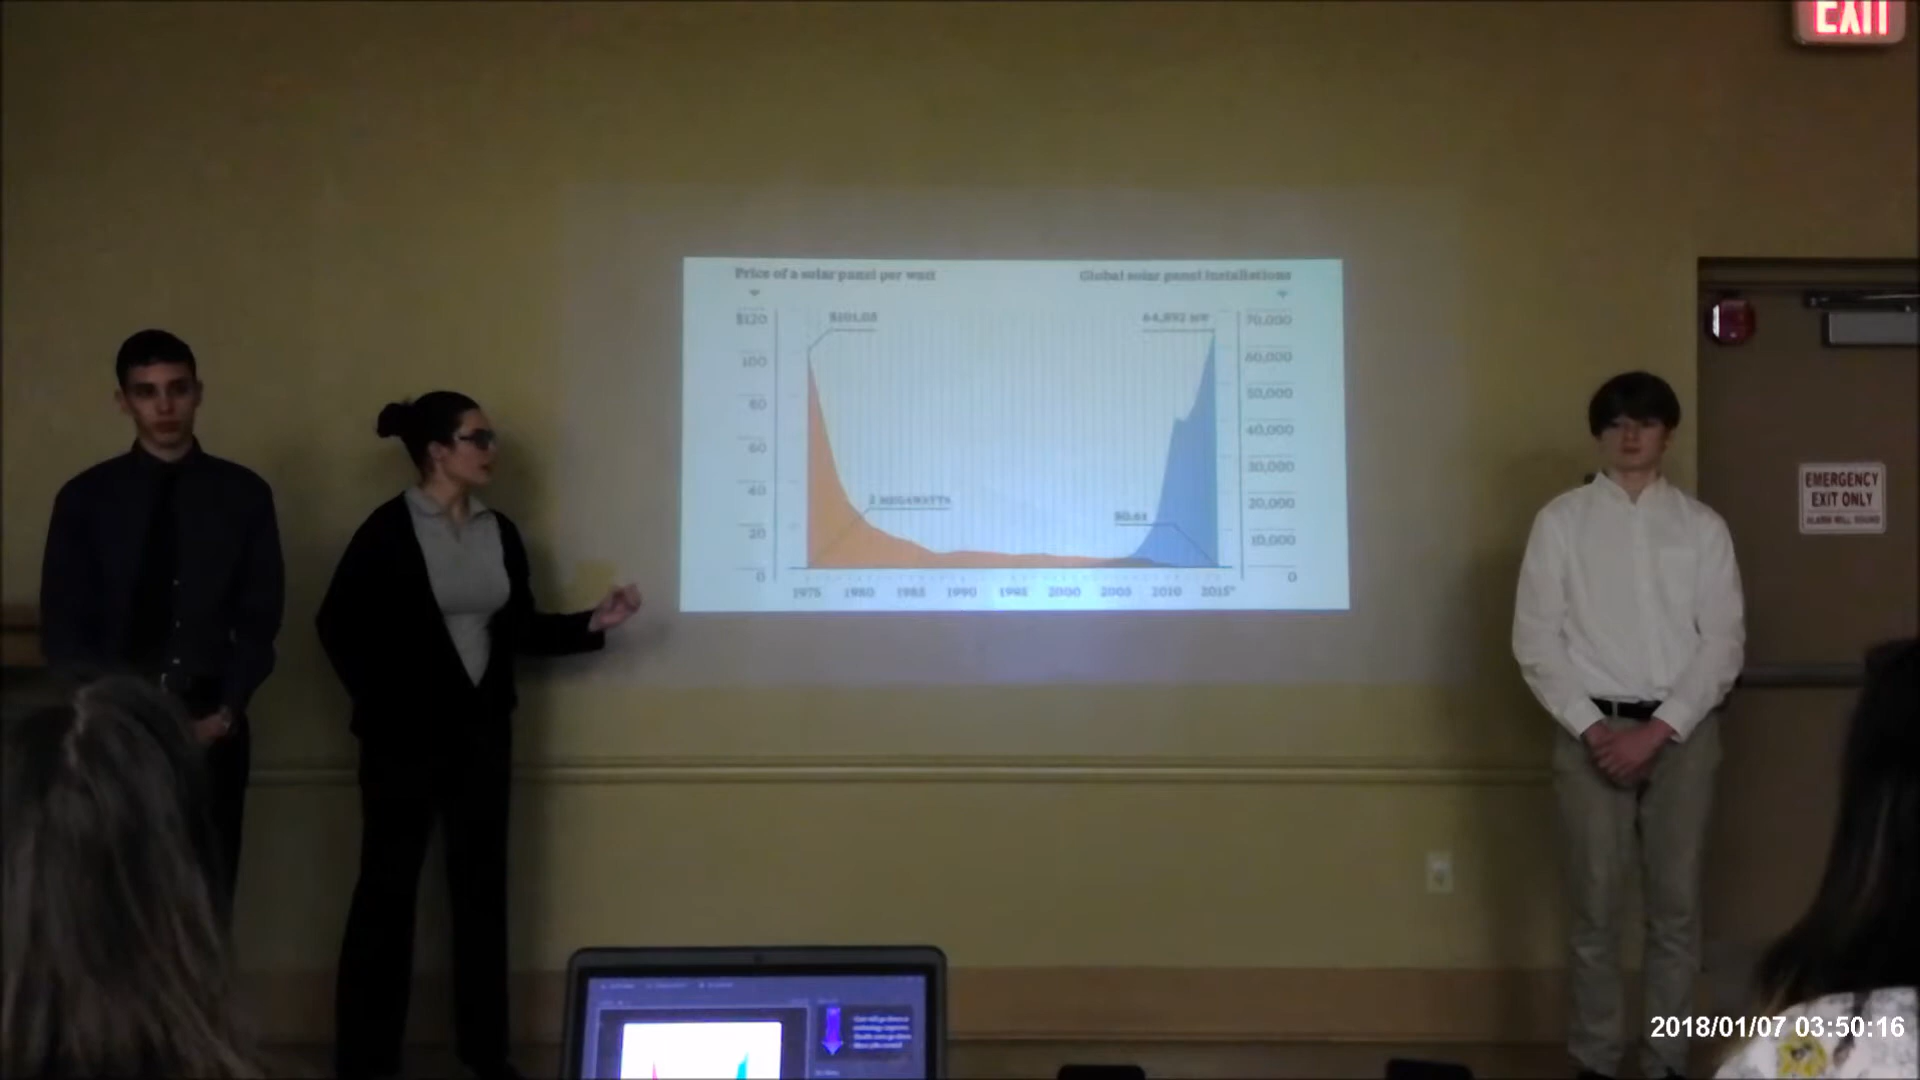 EXIT
Price of a solar panel per watt
Global solar panel installations
$120
100
80
60
40
20
0
$101.05
64,892 MW
2 MEGAWATTS
$0.61
70,000
60,000
50,000
40,000
30,000
20,000
10,000
0
1975 1980 1985 1990 1995 2000 2005 2010 2015*
EMERGENCY
EXIT ONLY
ALARM WILL SOUND
2018/01/07 03:50:16